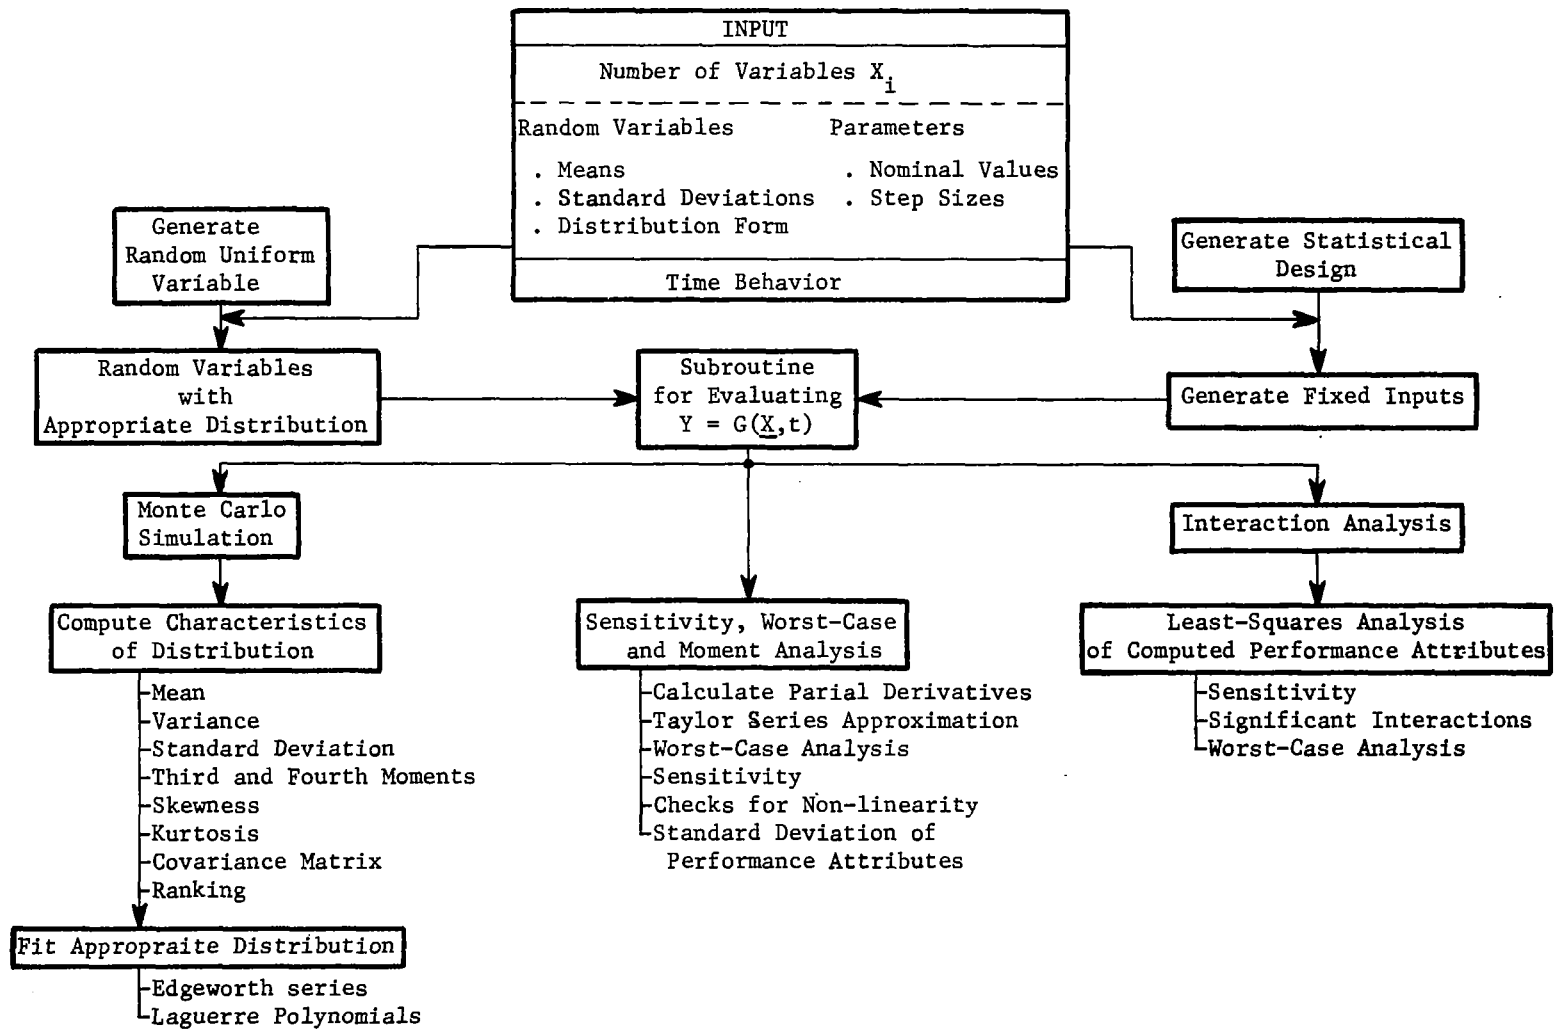 INPUT
Number of Variables Xi
Random Variables
. Means
. Standard Deviations
. Distribution Form
Parameters
. Nominal Values
. Step Sizes
Time Behavior
Generate
Random Uniform
Variable
Generate Statistical
Design
Random Variables
with
Appropriate Distribution
Subroutine
for Evaluating
Y = G(X,t)
Generate Fixed Inputs
Monte Carlo
Simulation
Interaction Analysis
Compute Characteristics
of Distribution
Mean
Variance
Standard Deviation
Third and Fourth Moments
Skewness
Kurtosis
Covariance Matrix
Ranking
Fit Appropraite Distribution
Edgeworth series
Laguerre Polynomials
Sensitivity, Worst-Case
and Moment Analysis
Calculate Parial Derivatives
Taylor Series Approximation
Worst-Case Analysis
Sensitivity
Checks for Non-linearity
Standard Deviation of
Performance Attributes
Least-Squares Analysis
of Computed Performance Attributes
Sensitivity
Significant Interactions
Worst-Case Analysis